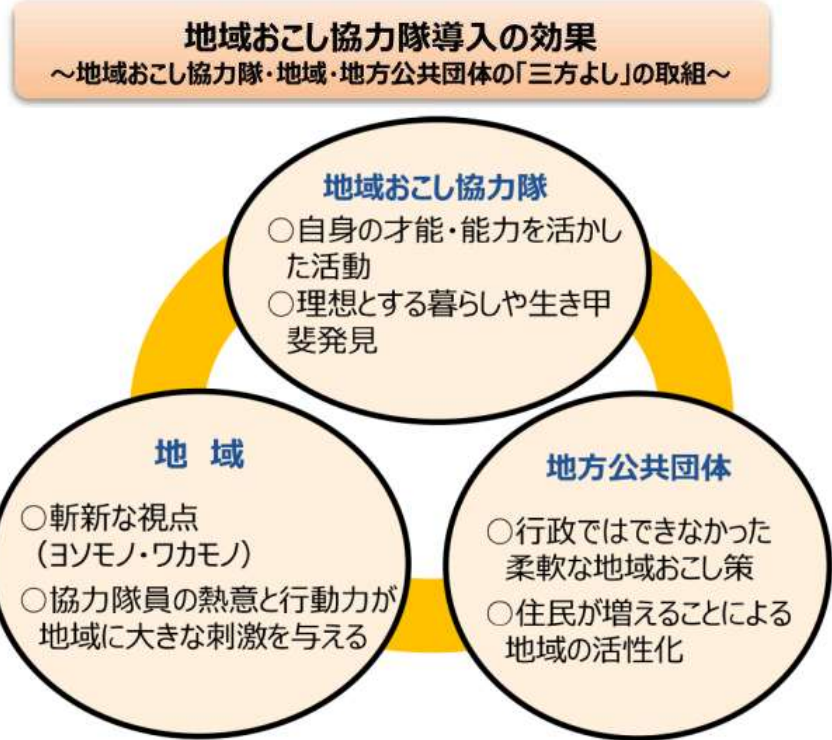 地域おこし協力隊導入の効果
～地域おこし協力隊・地域・地方公共団体の「三方よし」の取組～
地域おこし協力隊
○自身の才能・能力を活かし
た活動
○理想とする暮らしや生き甲
斐発見
地 域
○斬新な視点
（ヨソモノ・ワカモノ）
○協力隊員の熱意と行動力が
地域に大きな刺激を与える
地方公共団体
○行政ではできなかった
柔軟な地域おこし策
○住民が増えることによる
地域の活性化